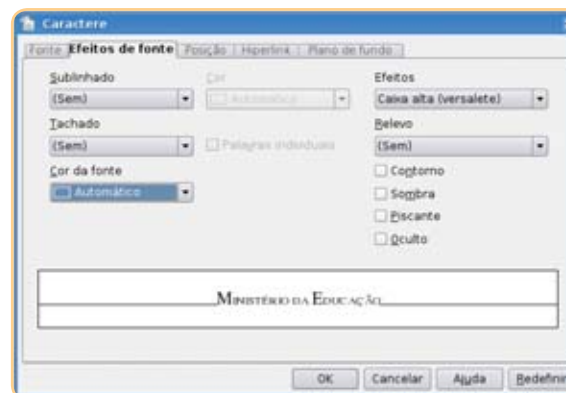 Caractere
Fonte Efeitos de fonte Posição Hiperlink Plano de fundo
Sublinhado Cor Efeitos
(Sem) Automático Caixa alta (versalete)
Tachado Relevo
(Sem) Palavras individuais (Sem)
Cor da fonte Contorno
Automático Sombra
Piscante
Oculto
MINISTÉRIO DA EDUCAÇÃO
OK Cancelar Ajuda Redefinir